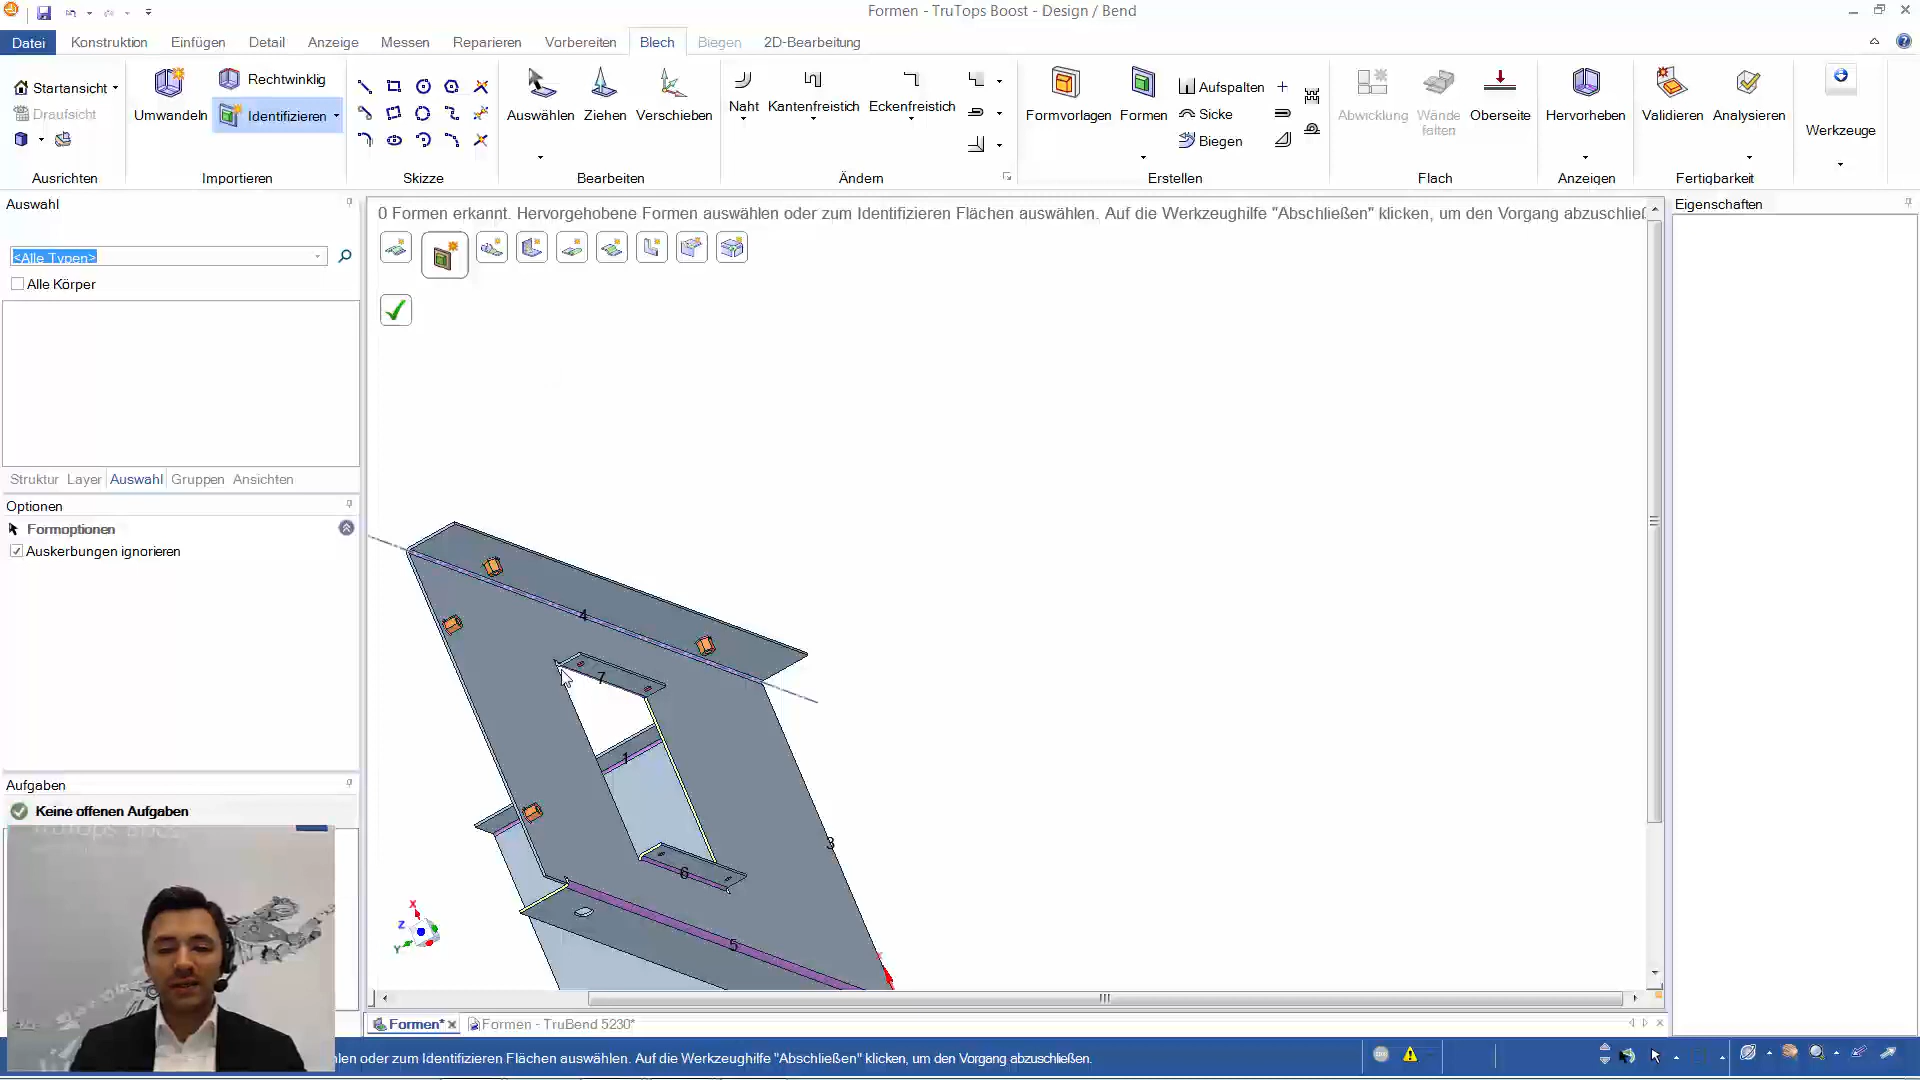 Formen - TruTops Boost - Design / Bend
Datei Konstruktion Einfügen Detail Anzeige Messen Reparieren Vorbereiten Blech Biegen 2D-Bearbeitung
Startansicht
Draufsicht
Ausrichten
Umwandeln
Rechtwinklig
Identifizieren
Importieren
Skizze
Auswählen Ziehen Verschieben
Bearbeiten
Naht Kantenfreistich Eckenfreistich
Ändern
Formvorlagen Formen
Aufspalten
Sicke
Biegen
Erstellen
Abwicklung Wände falten Oberseite
Flach
Hervorheben
Anzeigen
Validieren Analysieren
Fertigbarkeit
Werkzeuge
Auswahl
<Alle Typen>
Alle Körper
Struktur Layer Auswahl Gruppen Ansichten
Optionen
Formoptionen
Auskerbungen ignorieren
Aufgaben
Keine offenen Aufgaben
0 Formen erkannt. Hervorgehobene Formen auswählen oder zum Identifizieren Flächen auswählen. Auf die Werkzeughilfe "Abschließen" klicken, um den Vorgang abzuschließ
Eigenschaften
4
7
1
3
6
5
X
Z
Y
Formen* Formen - TruBend 5230*
len oder zum Identifizieren Flächen auswählen. Auf die Werkzeughilfe "Abschließen" klicken, um den Vorgang abzuschließen.